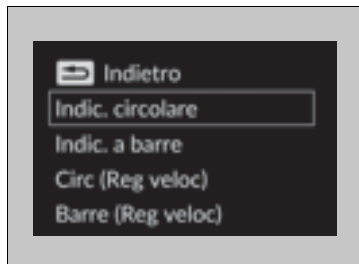 Indietro
Indic. circolare
Indic. a barre
Circ (Reg veloc)
Barre (Reg veloc)